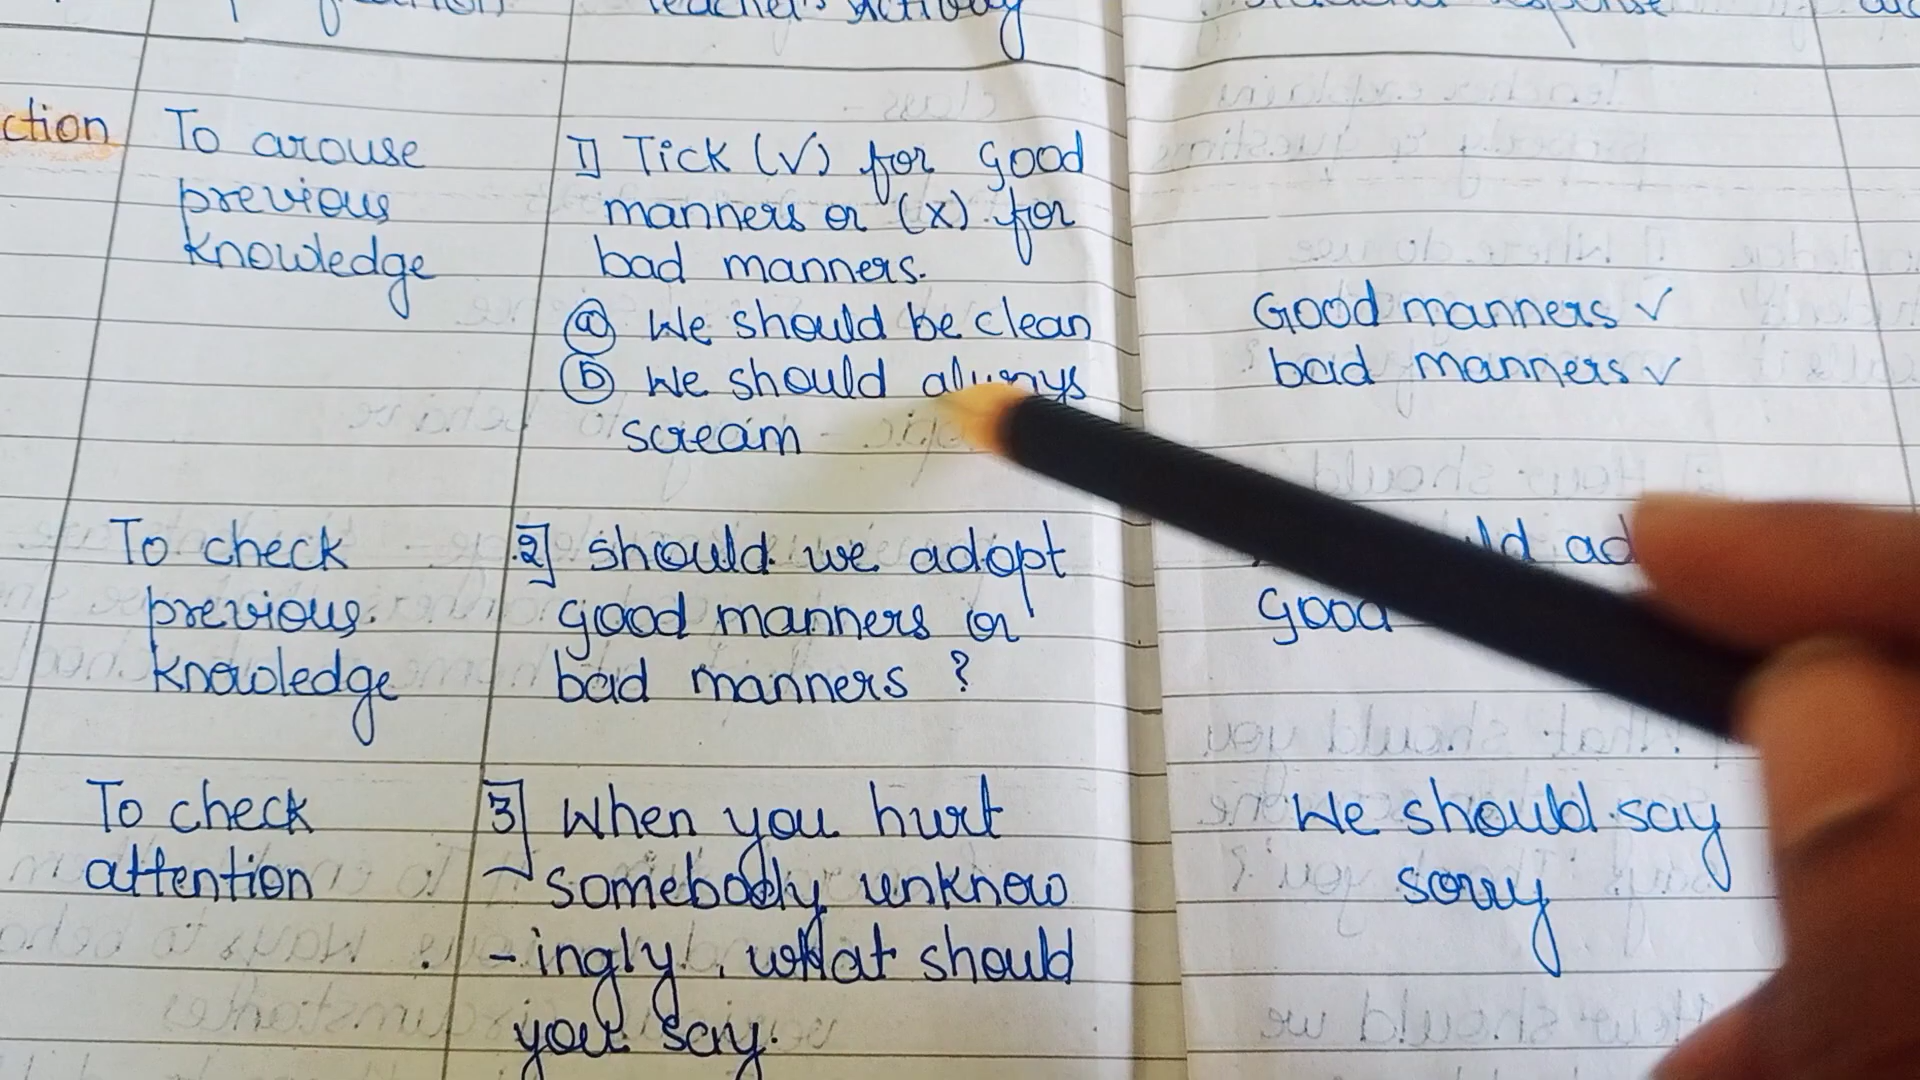 Teacher's Activity
ction
To arouse
previous
knowledge
1) Tick (√) for good
manners or (x) for
bad manners.
(a) We should be clean
(b) We should always
scream
Good manners √
bad manners √
To check
previous
knowledge
2] should we adopt
good manners or
bad manners ?
good
To check
attention
3] When you hurt
somebody unknow
- ingly. what should
you say.
We should say
sorry